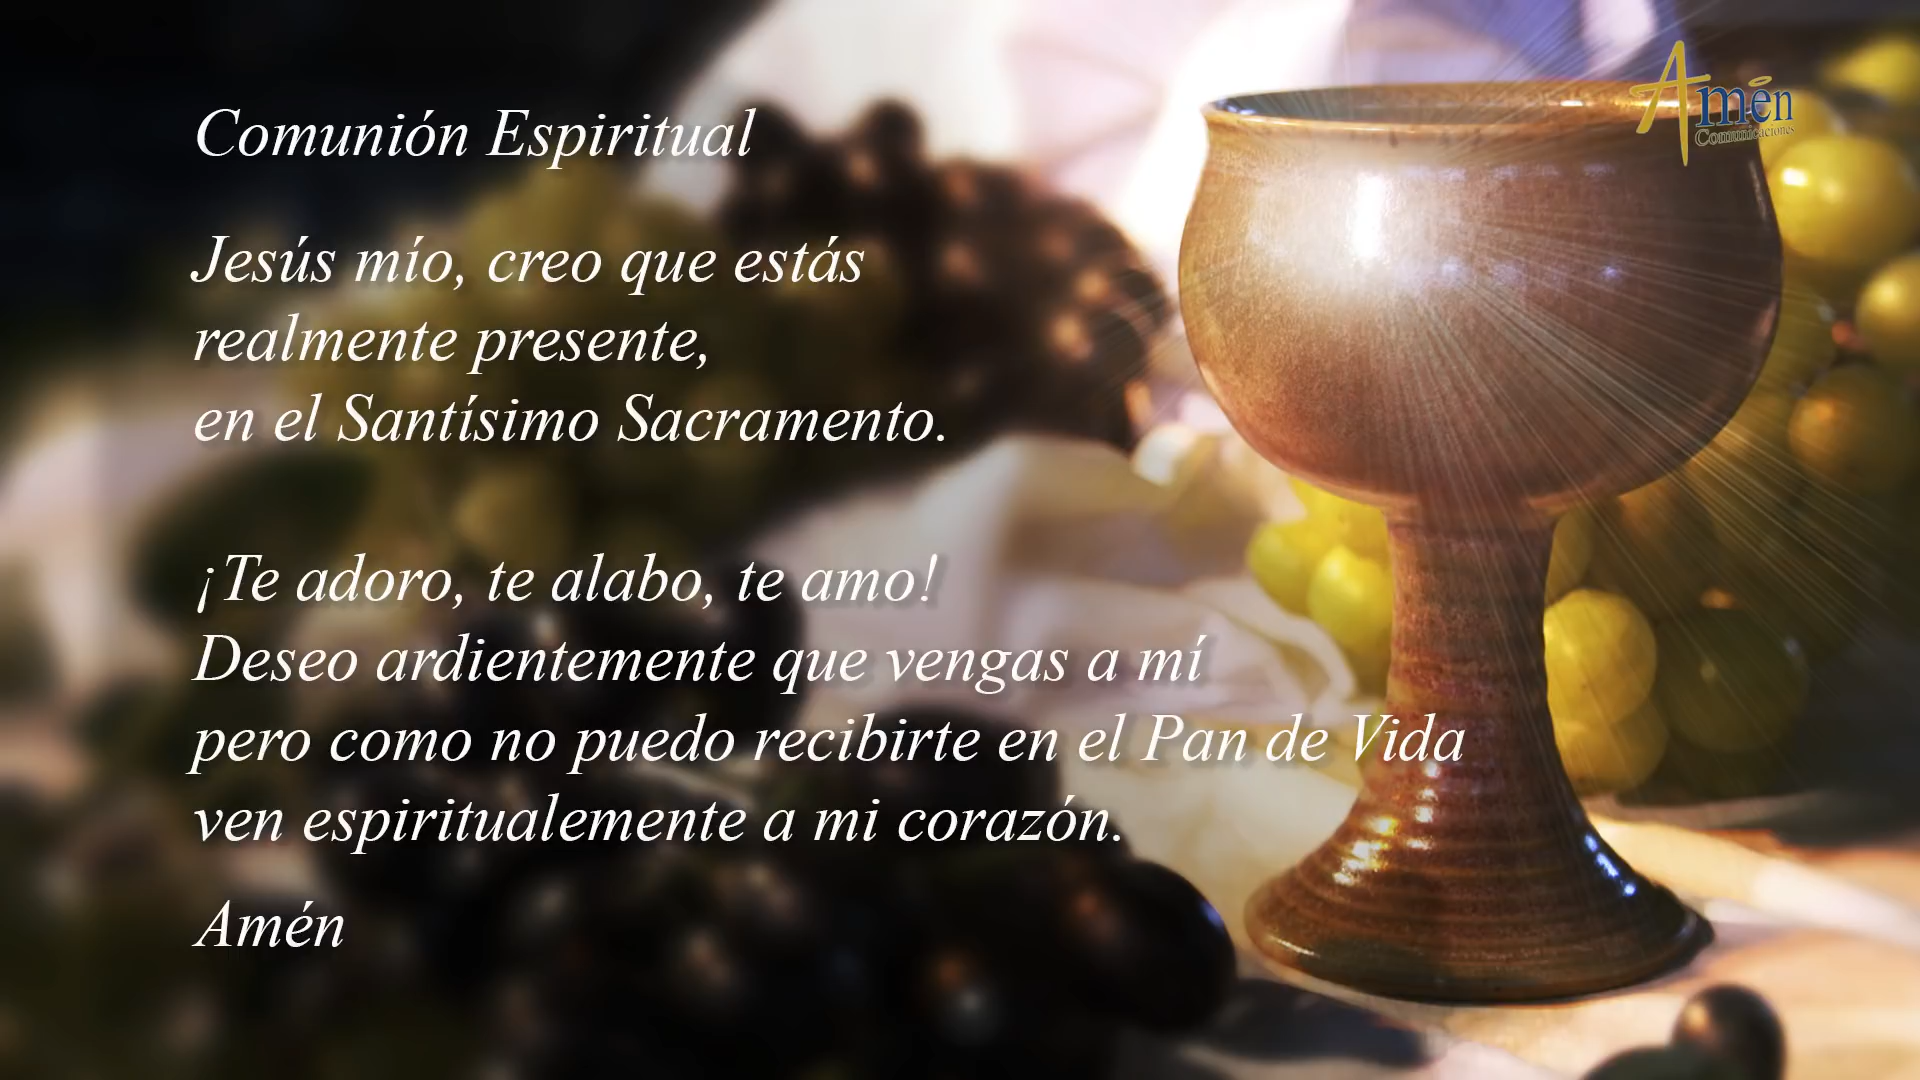 Amén
Comunicaciones
Comunión Espiritual
Jesús mío, creo que estás
realmente presente,
en el Santísimo Sacramento.
¡Te adoro, te alabo, te amo!
Deseo ardientemente que vengas a mí
pero como no puedo recibirte en el Pan de Vida
ven espiritualemente a mi corazón.
Amén